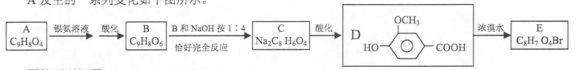 A 发生的一系列变化如下图所示。
A
C₉H₈O₄
银氨溶液
酸化
B
C₉H₈O₆
B 和 NaOH 按 1：4
恰好完全反应
C
Na₂C₈ H₆O₄
酸化
D
OCH₃
HO
COOH
浓溴水
E
C₈H₇ O₄Br